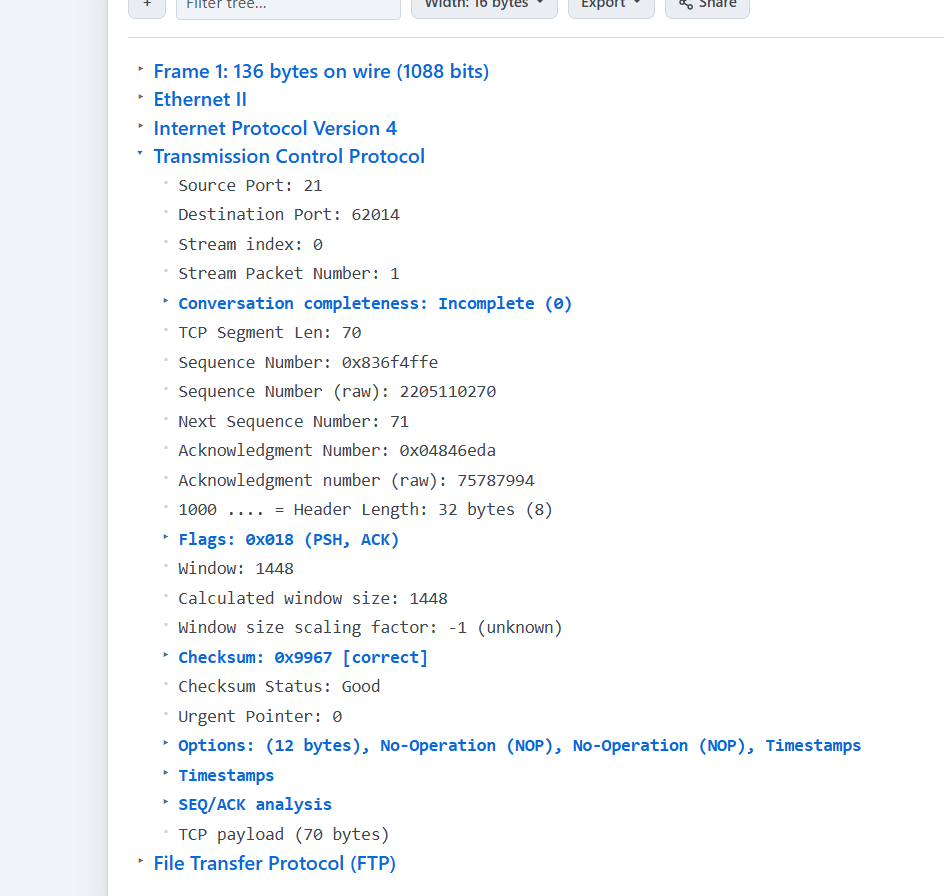 + Filter tree... Width: 16 bytes Export Share
Frame 1: 136 bytes on wire (1088 bits)
Ethernet II
Internet Protocol Version 4
Transmission Control Protocol
Source Port: 21
Destination Port: 62014
Stream index: 0
Stream Packet Number: 1
Conversation completeness: Incomplete (0)
TCP Segment Len: 70
Sequence Number: 0x836f4ffe
Sequence Number (raw): 2205110270
Next Sequence Number: 71
Acknowledgment Number: 0x04846eda
Acknowledgment number (raw): 75787994
1000 .... = Header Length: 32 bytes (8)
Flags: 0x018 (PSH, ACK)
Window: 1448
Calculated window size: 1448
Window size scaling factor: -1 (unknown)
Checksum: 0x9967 [correct]
Checksum Status: Good
Urgent Pointer: 0
Options: (12 bytes), No-Operation (NOP), No-Operation (NOP), Timestamps
Timestamps
SEQ/ACK analysis
TCP payload (70 bytes)
File Transfer Protocol (FTP)